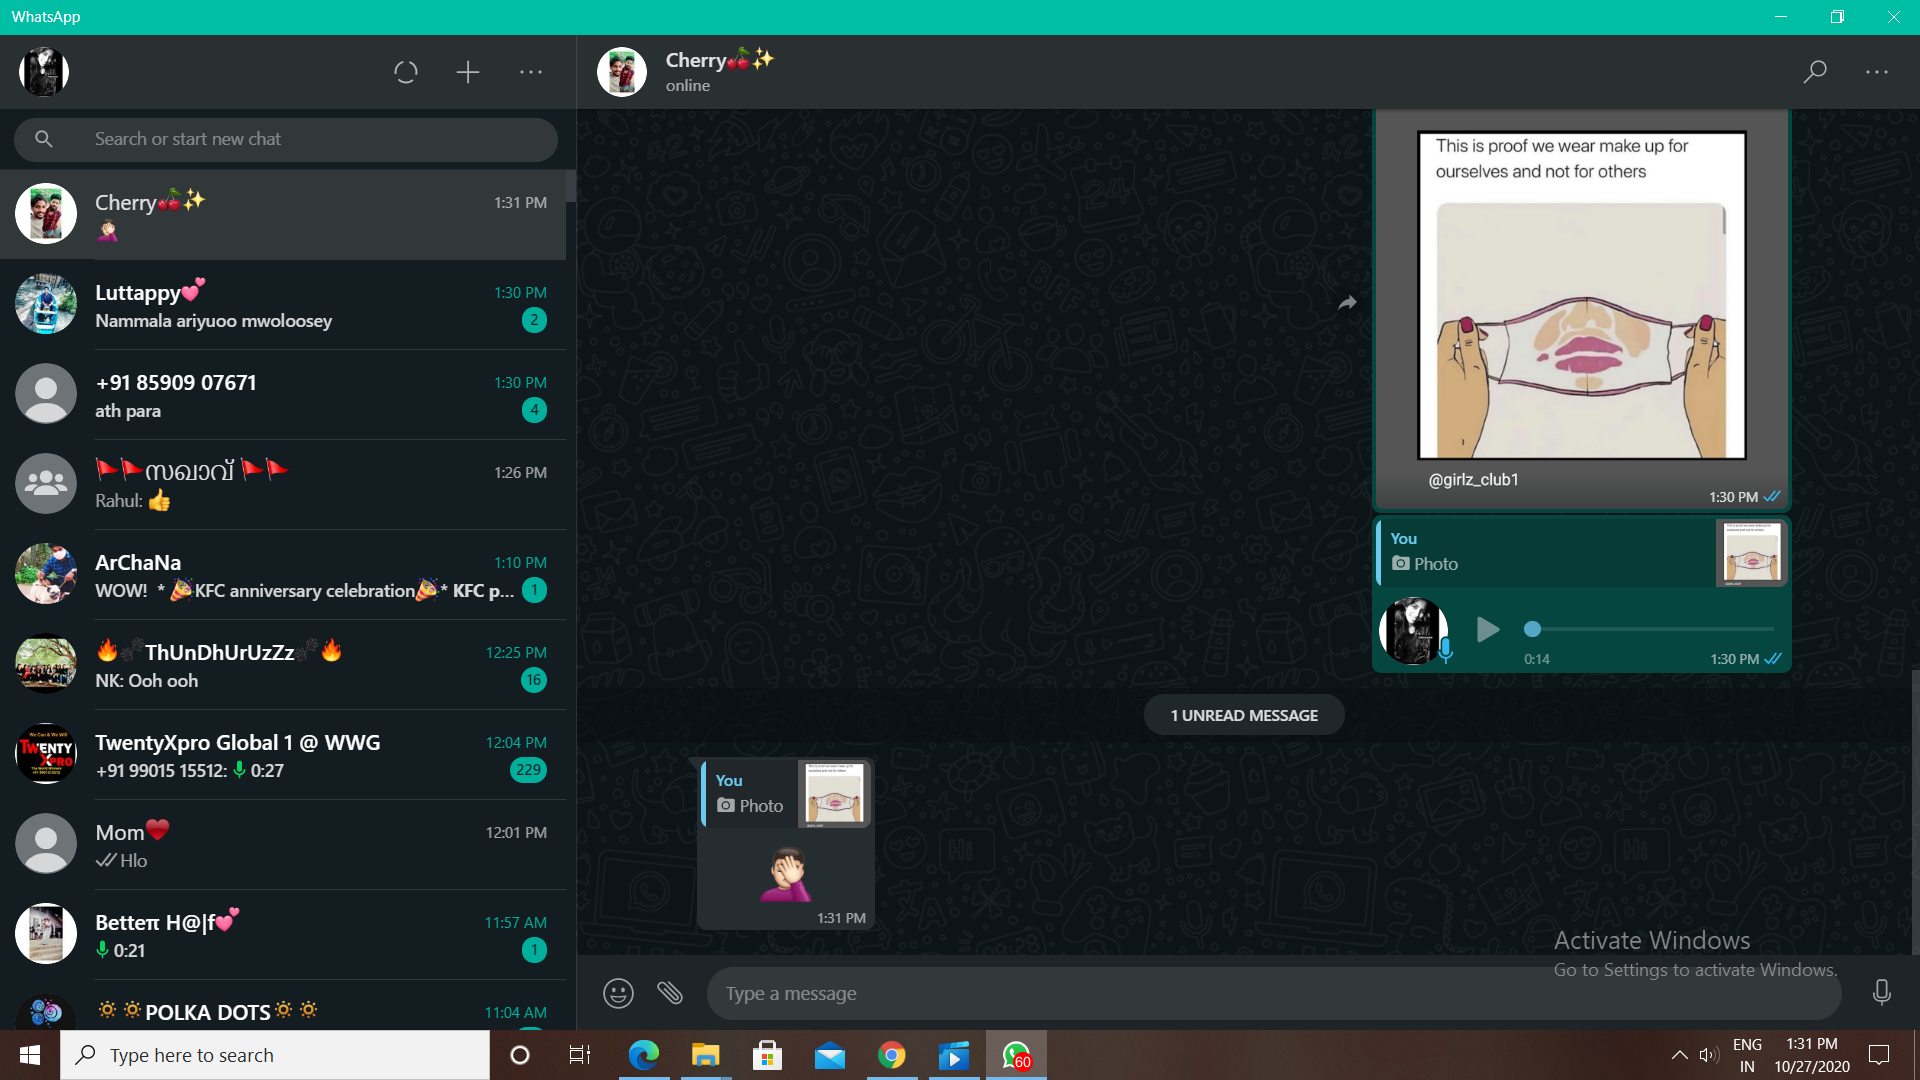 WhatsApp
Search or start new chat
Cherry🍒✨
1:31 PM
🤦🏻
Luttappy💕
1:30 PM
Nammala ariyuoo mwoloosey
2
+91 85909 07671
1:30 PM
ath para
4
🚩🚩സഖാവ് 🚩🚩
1:26 PM
Rahul: 👍
ArChaNa
1:10 PM
WOW! * 🎉KFC anniversary celebration🎉* KFC p...
1
ThUnDhUrUzZz
12:25 PM
NK: Ooh ooh
16
TWENTY
XPRO
TwentyXpro Global 1 @ WWG
12:04 PM
+91 99015 15512: 0:27
229
Mom❤️
12:01 PM
Hlo
Betteπ H@|f💕
11:57 AM
0:21
1
🔅🔅POLKA DOTS🔅🔅
11:04 AM
Cherry🍒✨
online
This is proof we wear make up for
ourselves and not for others
@girlz_club1
1:30 PM
You
Photo
0:14
1:30 PM
1 UNREAD MESSAGE
You
Photo
🤦🏻
1:31 PM
Type a message
Activate Windows
Go to Settings to activate Windows.
Type here to search
60
ENG
IN
1:31 PM
10/27/2020